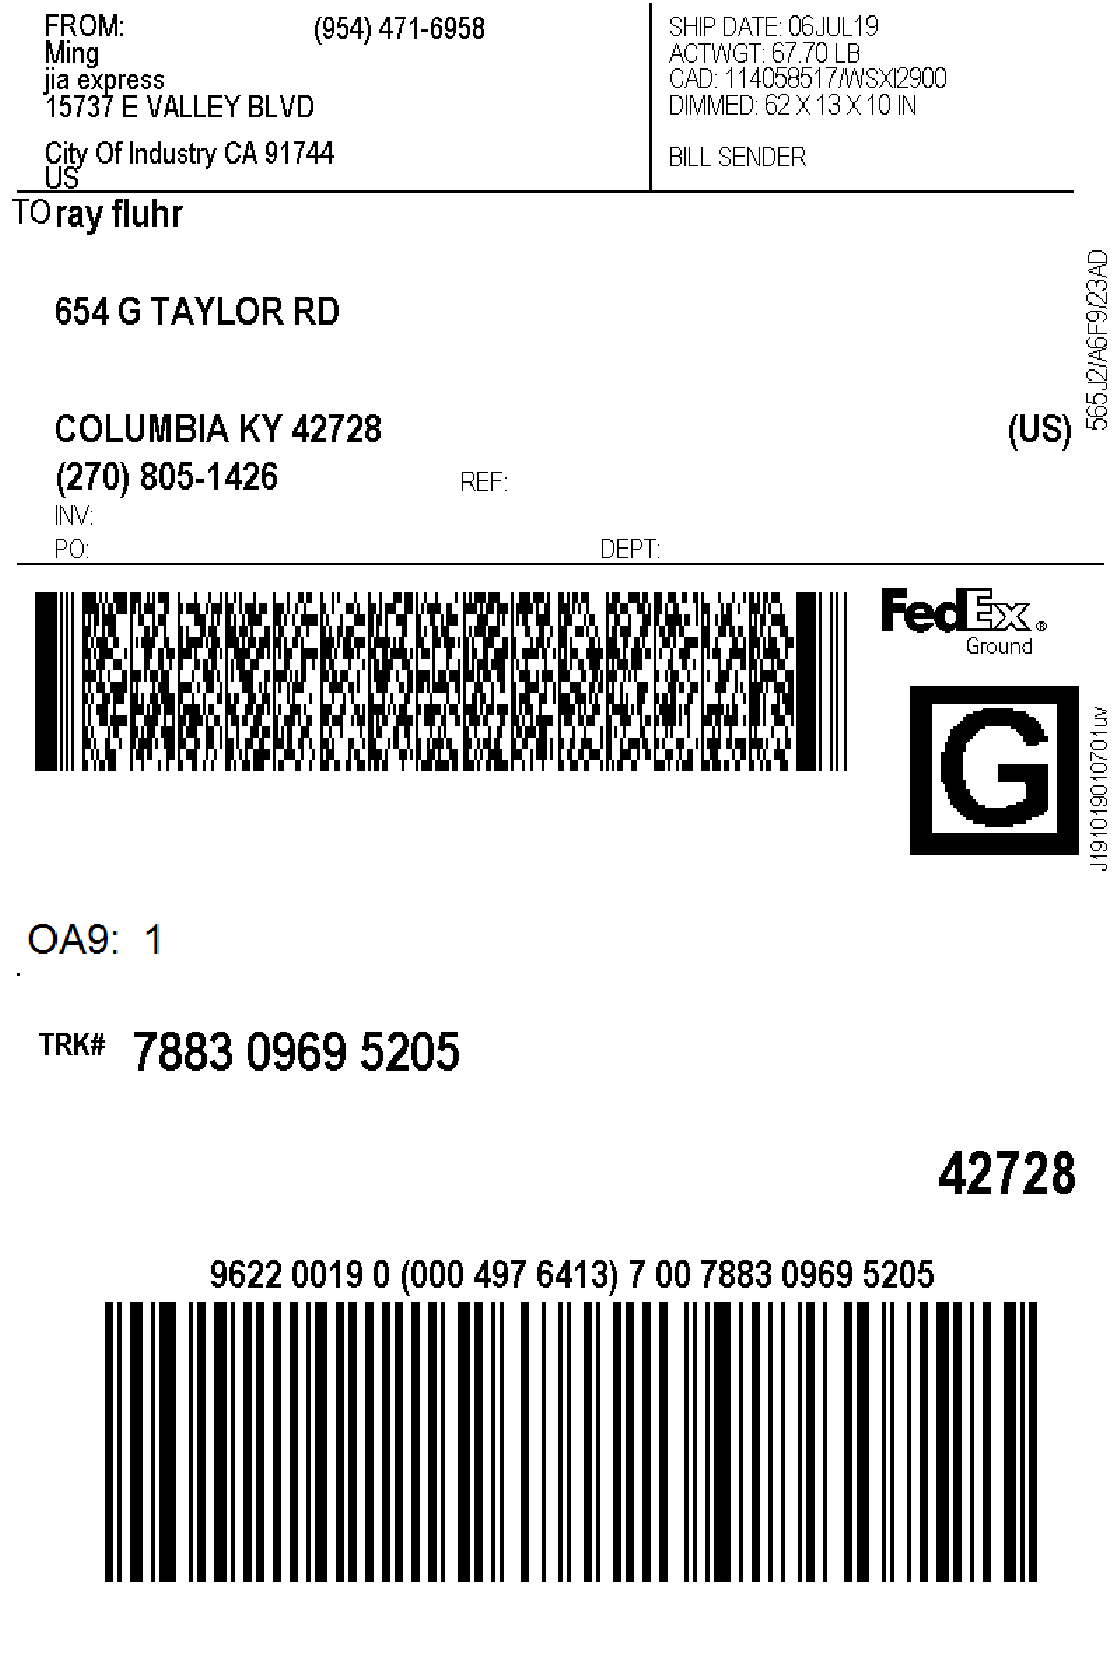 FROM: (954) 471-6958
Ming
jia express
15737 E VALLEY BLVD
City Of Industry CA 91744
US
SHIP DATE: 06JUL19
ACTWGT: 67.70 LB
CAD: 114058517/WSXI2900
DIMMED: 62 X 13 X 10 IN
BILL SENDER
TO ray fluhr
654 G TAYLOR RD
COLUMBIA KY 42728 (US)
(270) 805-1426 REF:
INV:
PO: DEPT:
565J2/A6F9/23AD
FedEx ®
Ground
G
J191019010701uv
OA9: 1
.
TRK# 7883 0969 5205
42728
9622 0019 0 (000 497 6413) 7 00 7883 0969 5205